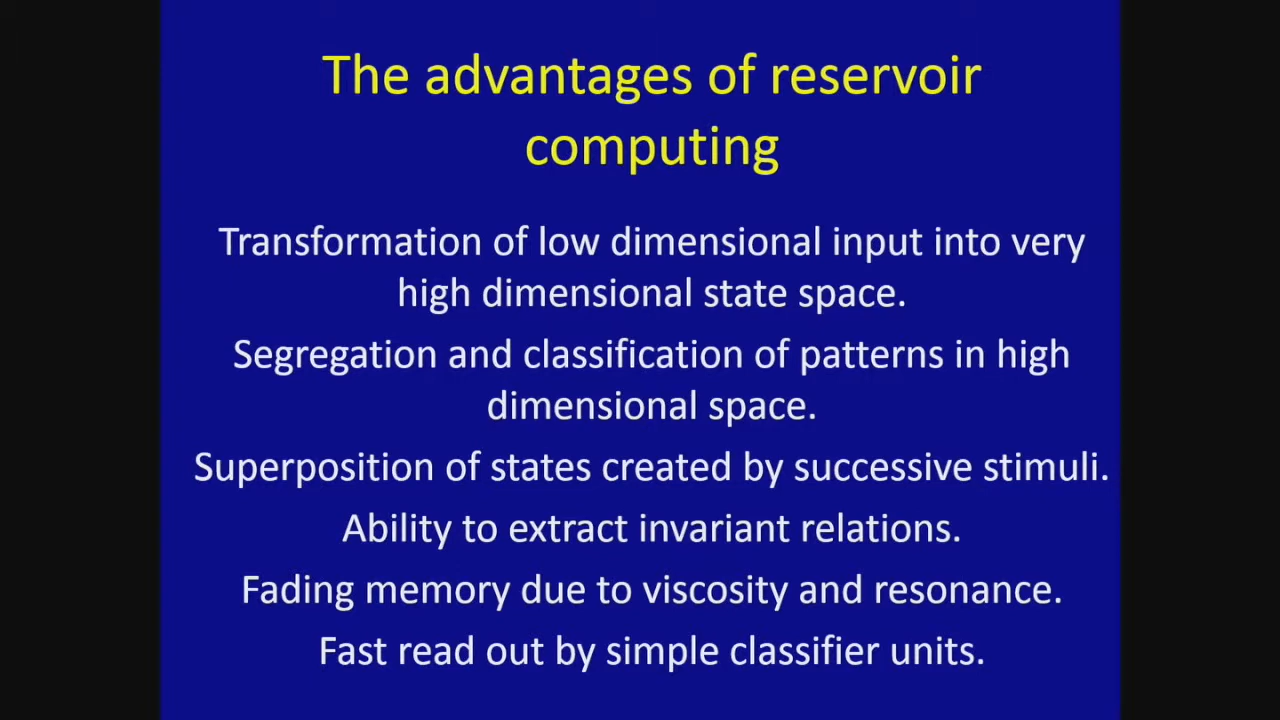 The advantages of reservoir
computing
Transformation of low dimensional input into very
high dimensional state space.
Segregation and classification of patterns in high
dimensional space.
Superposition of states created by successive stimuli.
Ability to extract invariant relations.
Fading memory due to viscosity and resonance.
Fast read out by simple classifier units.